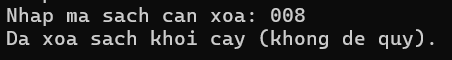 Nhap ma sach can xoa: 008
Da xoa sach khoi cay (khong de quy).